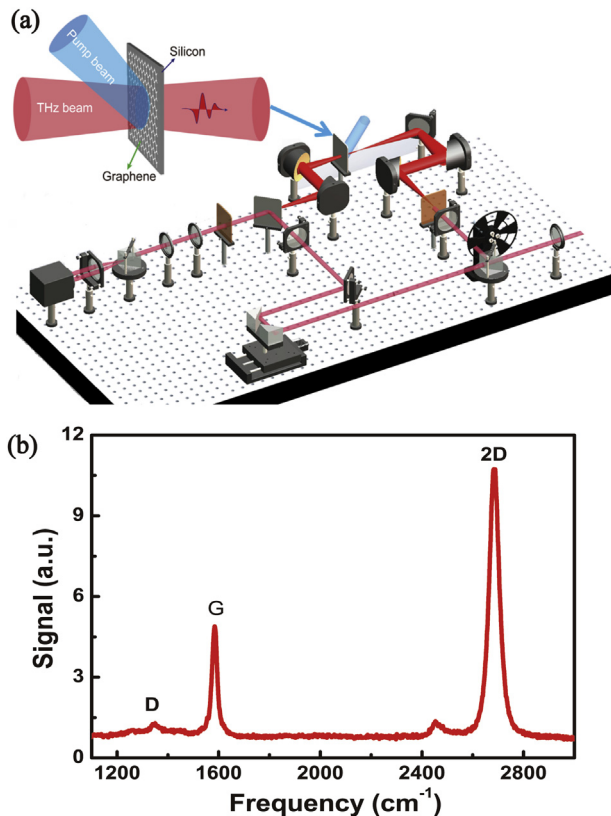 (a)
Silicon
Pump beam
THz beam
Graphene
(b)
12
2D
9
Signal (a.u.)
6
G
3
D
0
1200 1600 2000 2400 2800
Frequency (cm⁻¹)